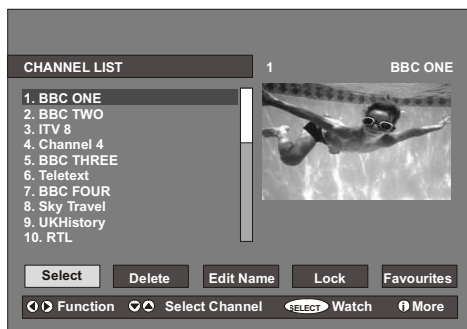 CHANNEL LIST 1 BBC ONE
1. BBC ONE
2. BBC TWO
3. ITV 8
4. Channel 4
5. BBC THREE
6. Teletext
7. BBC FOUR
8. Sky Travel
9. UKHistory
10. RTL
Select Delete Edit Name Lock Favourites
Function Select Channel SELECT Watch i More